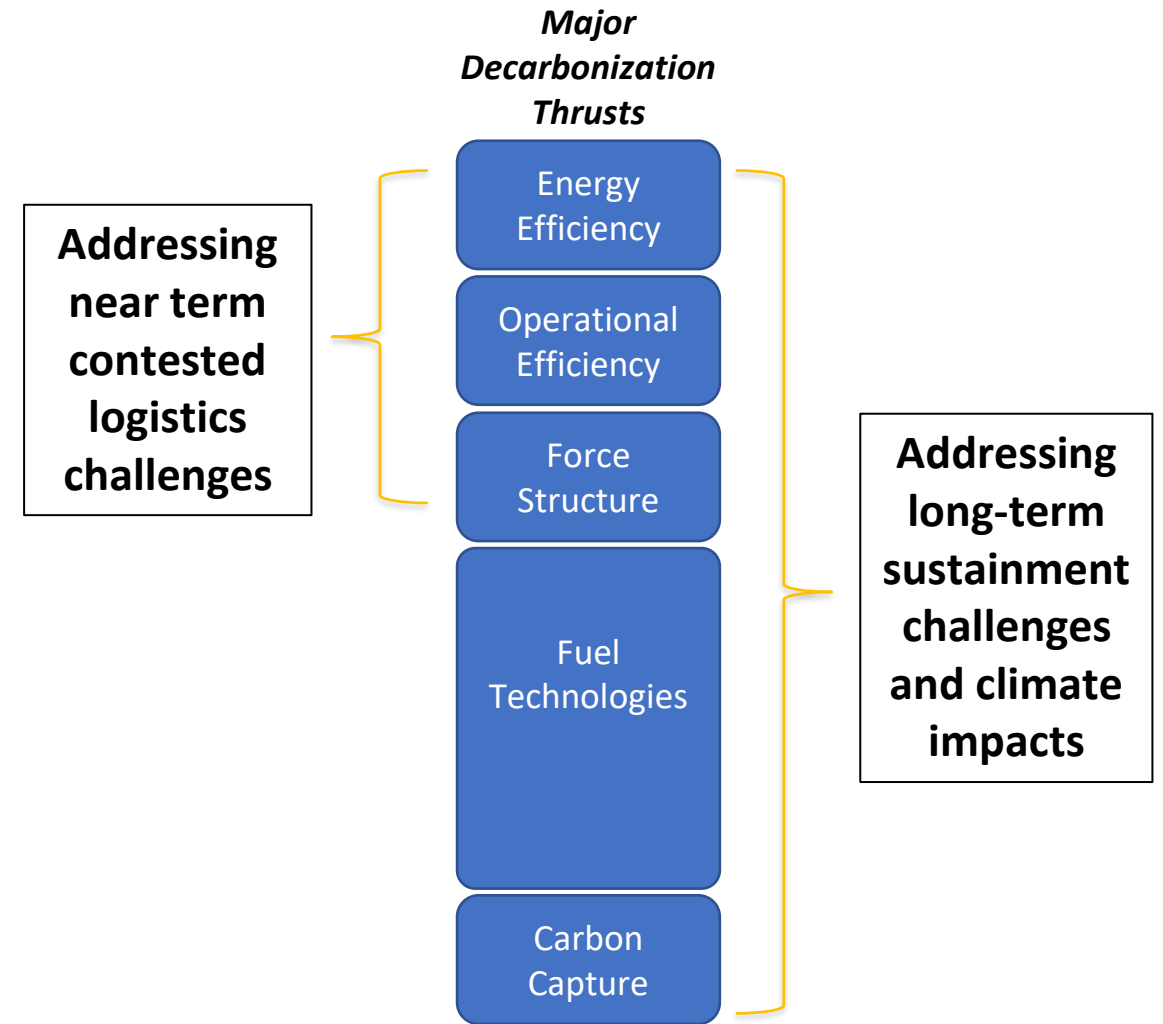 Major
Decarbonization
Thrusts
Addressing
near term
contested
logistics
challenges
Energy
Efficiency
Operational
Efficiency
Force
Structure
Fuel
Technologies
Carbon
Capture
Addressing
long-term
sustainment
challenges
and climate
impacts